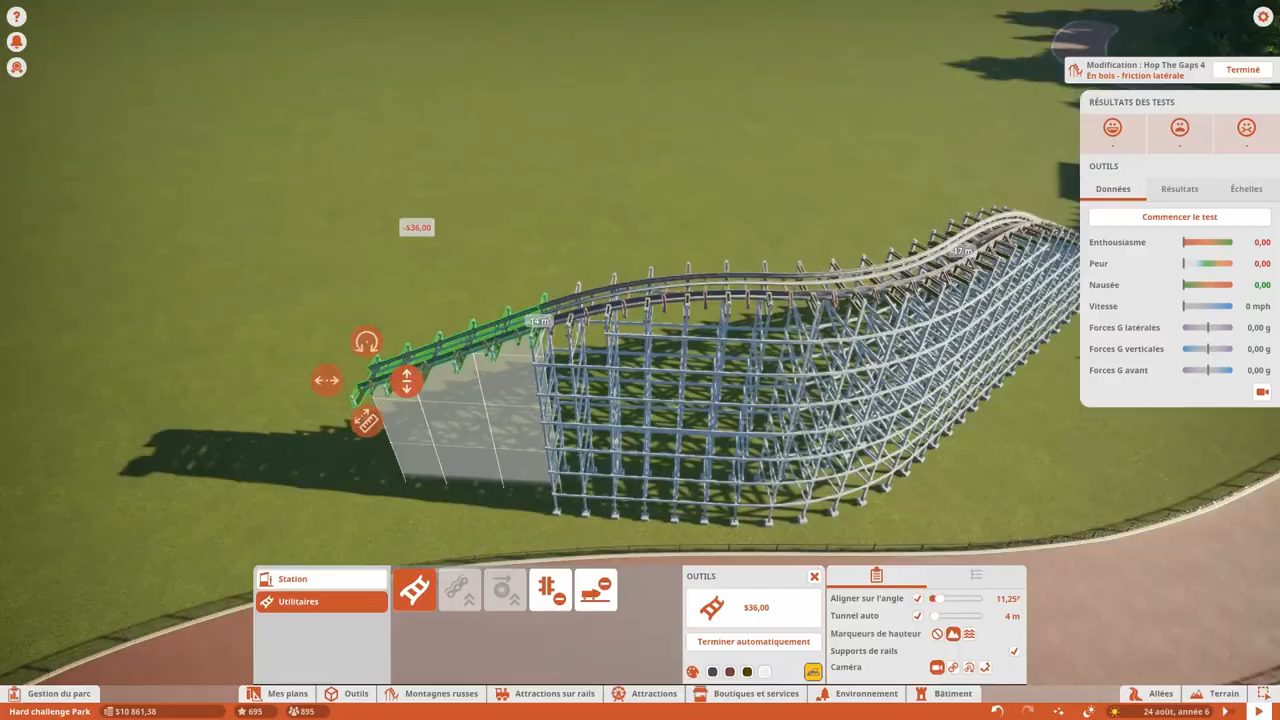 Modification : Hop The Gaps 4
En bois - friction latérale
Terminé
RÉSULTATS DES TESTS
-
-
-
OUTILS
Données
Résultats
Échelles
Commencer le test
Enthousiasme 0,00
Peur 0,00
Nausée 0,00
Vitesse 0 mph
Forces G latérales 0,00 g
Forces G verticales 0,00 g
Forces G avant 0,00 g
-$36,00
17 m
14 m
Station
Utilitaires
OUTILS
$36,00
Terminer automatiquement
Aligner sur l'angle 11,25°
Tunnel auto 4 m
Marqueurs de hauteur
Supports de rails
Caméra
Gestion du parc
Mes plans
Outils
Montagnes russes
Attractions sur rails
Attractions
Boutiques et services
Environnement
Bâtiment
Allées
Terrain
Hard challenge Park
$10 861,38
695
895
24 août, année 6